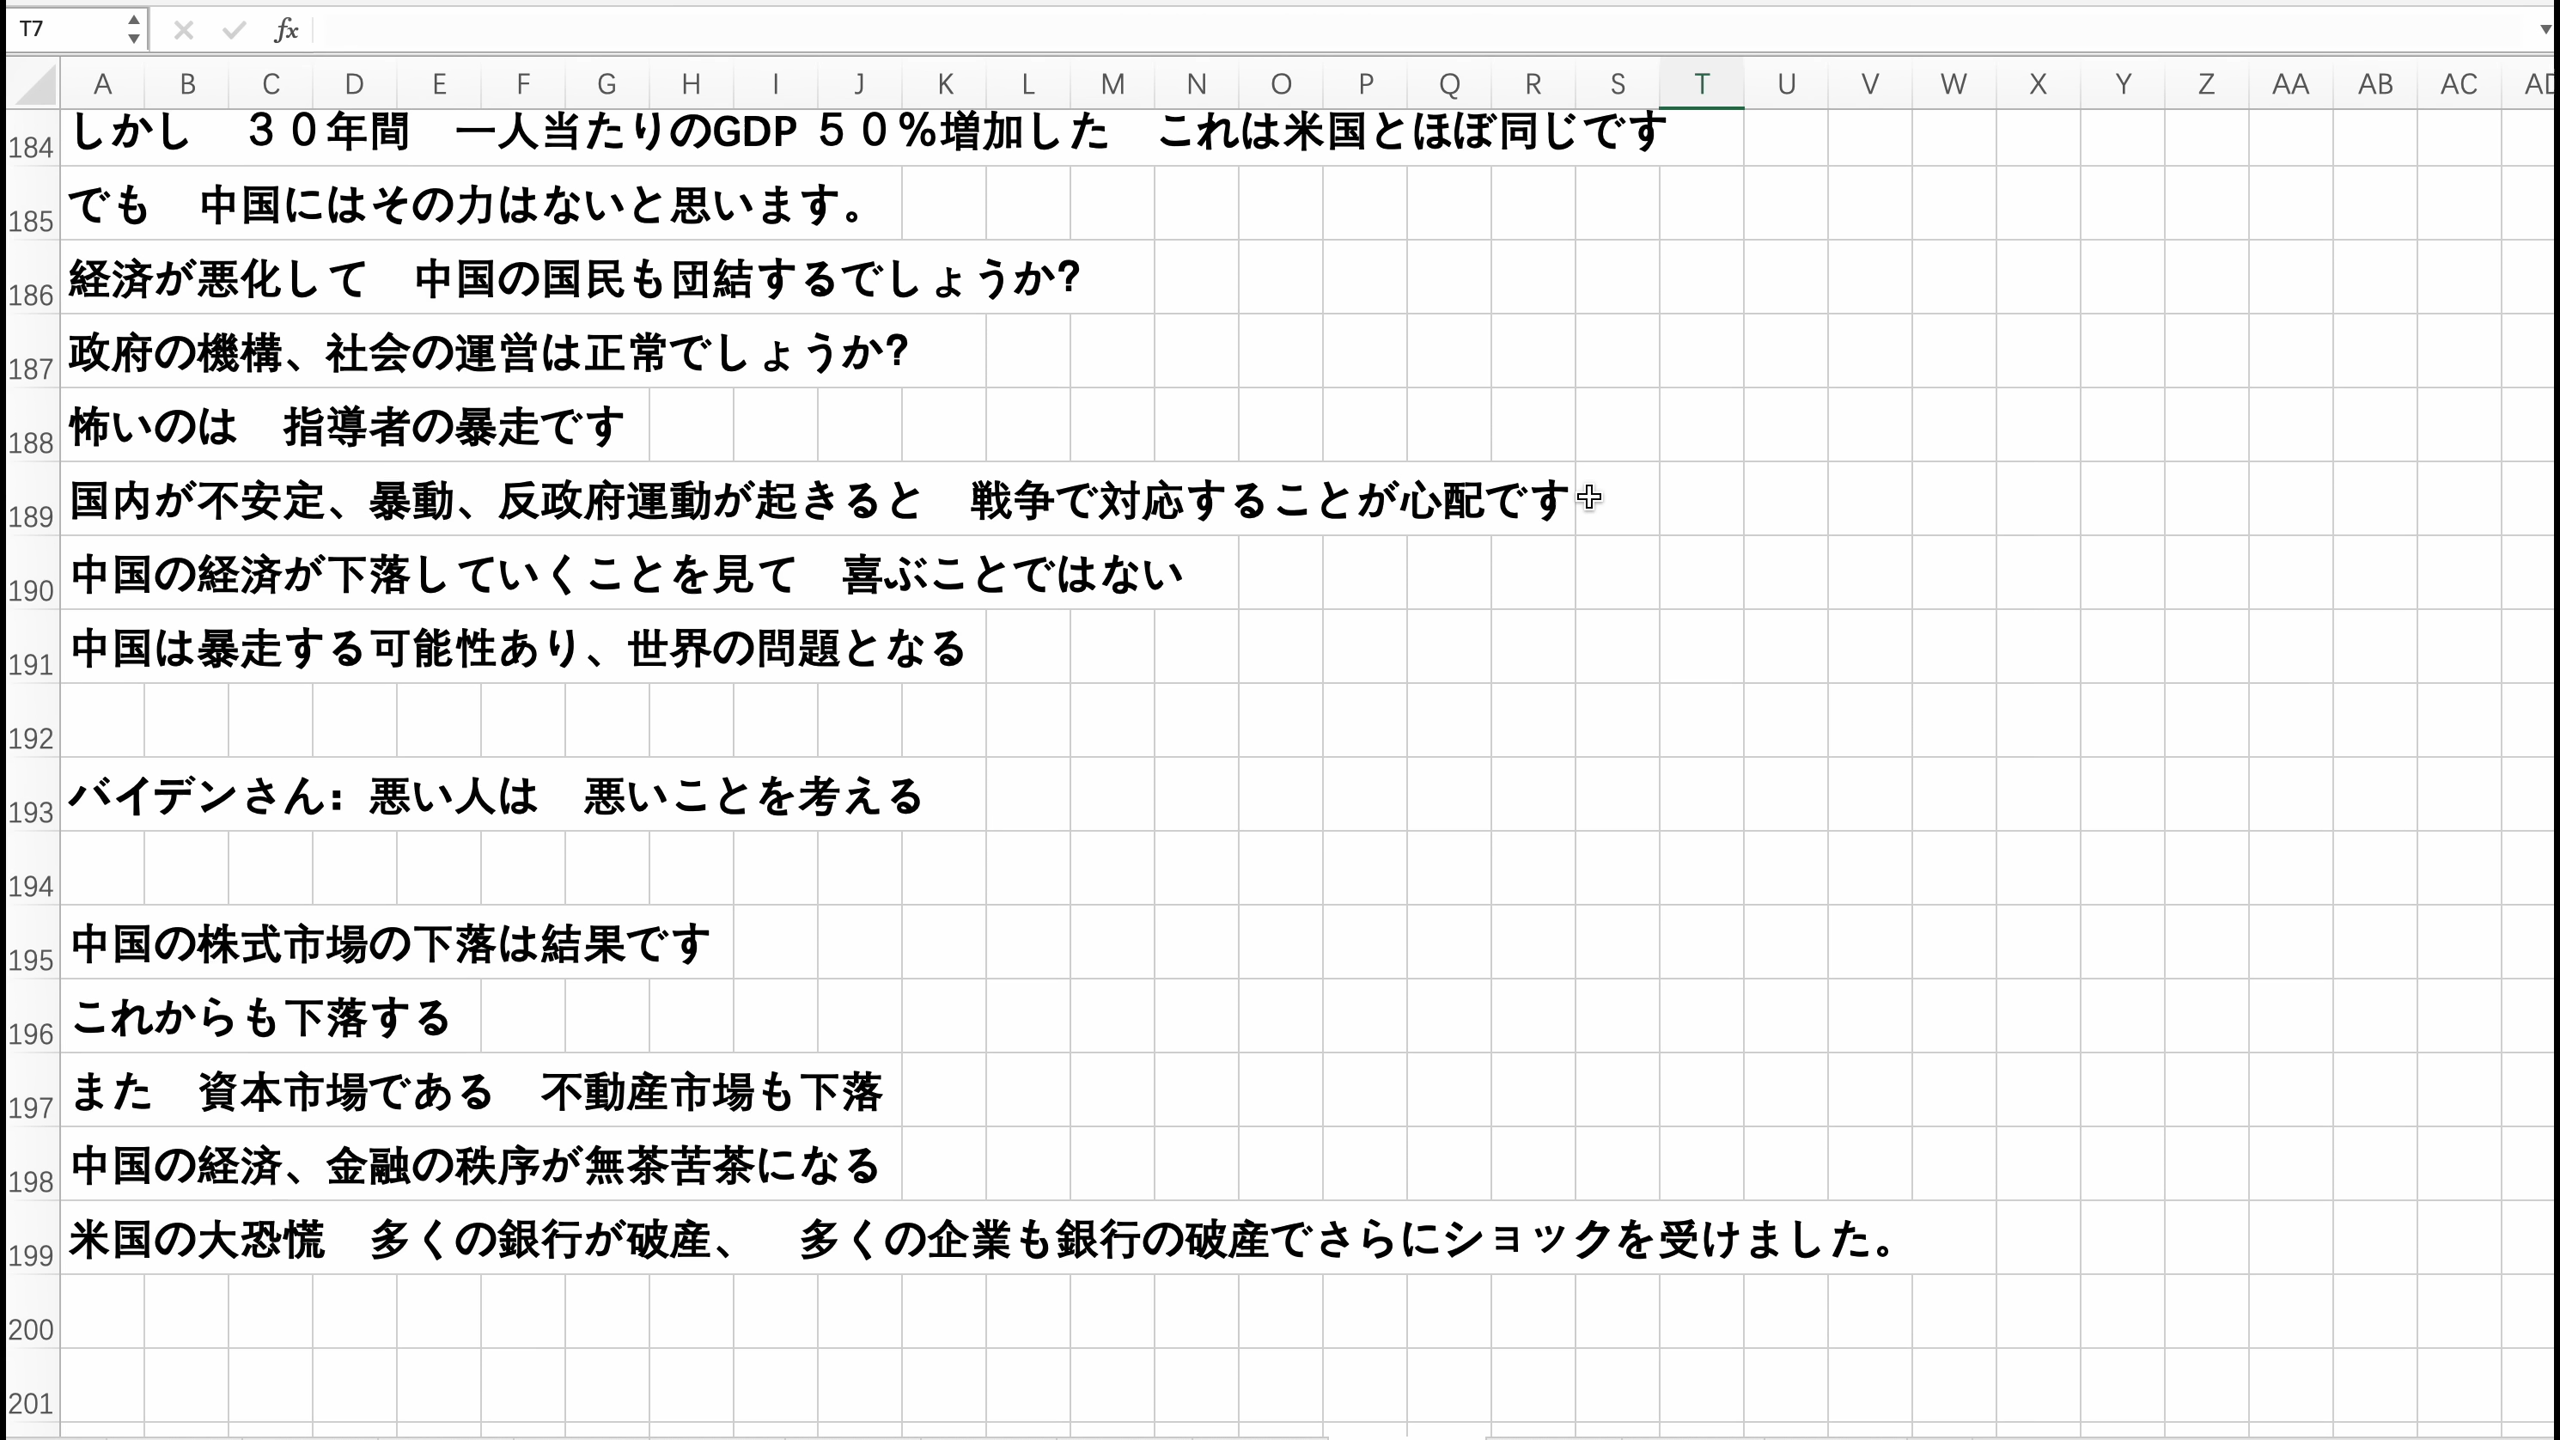 T7 fx
A B C D E F G H I J K L M N O P Q R S T U V W X Y Z AA AB AC AD
184 しかし　３０年間　一人当たりのGDP ５０％増加した　これは米国とほぼ同じです
185 でも　中国にはその力はないと思います。
186 経済が悪化して　中国の国民も団結するでしょうか?
187 政府の機構、社会の運営は正常でしょうか?
188 怖いのは　指導者の暴走です
189 国内が不安定、暴動、反政府運動が起きると　戦争で対応することが心配です
190 中国の経済が下落していくことを見て　喜ぶことではない
191 中国は暴走する可能性あり、世界の問題となる
192
193 バイデンさん：悪い人は　悪いことを考える
194
195 中国の株式市場の下落は結果です
196 これからも下落する
197 また　資本市場である　不動産市場も下落
198 中国の経済、金融の秩序が無茶苦茶になる
199 米国の大恐慌　多くの銀行が破産、　多くの企業も銀行の破産でさらにショックを受けました。
200
201